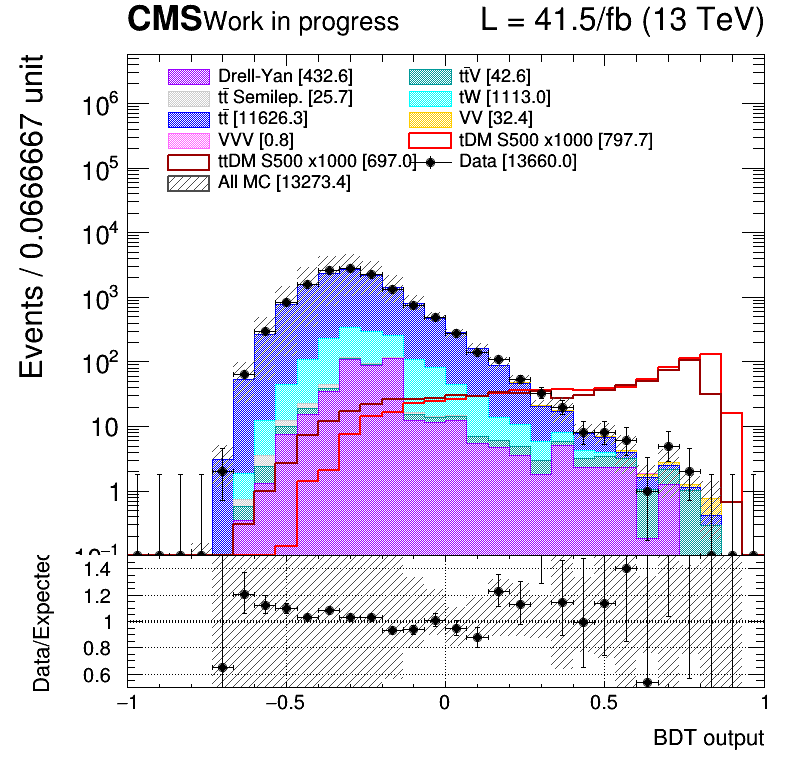 CMS Work in progress L = 41.5/fb (13 TeV)
Events / 0.0666667 unit
Drell-Yan [432.6] tt̄V [42.6]
tt̄ Semilep. [25.7] tW [1113.0]
tt̄ [11626.3] VV [32.4]
VVV [0.8] tDM S500 x1000 [797.7]
ttDM S500 x1000 [697.0] Data [13660.0]
All MC [13273.4]
10⁶
10⁵
10⁴
10³
10²
10
1
10⁻¹
Data/Expected
1.4
1.2
1
0.8
0.6
−1 −0.5 0 0.5 1
BDT output